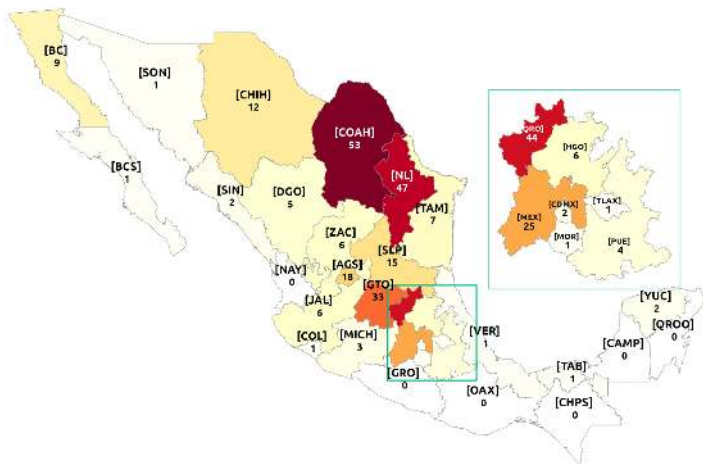 [BC]
9
[SON]
1
[CHIH]
12
[COAH]
53
[QRO]
44
[HGO]
6
[BCS]
1
[NL]
47
[SIN]
2
[DGO]
5
[TAM]
7
[CDMX]
2
[TLAX]
1
[MEX]
25
[MOR]
1
[PUE]
4
[ZAC]
6
[SLP]
15
[AGS]
18
[NAY]
0
[GTO]
33
[JAL]
6
[YUC]
2
[COL]
1
[MICH]
3
[VER]
1
[QROO]
0
[CAMP]
0
[GRO]
0
[TAB]
1
[OAX]
0
[CHPS]
0